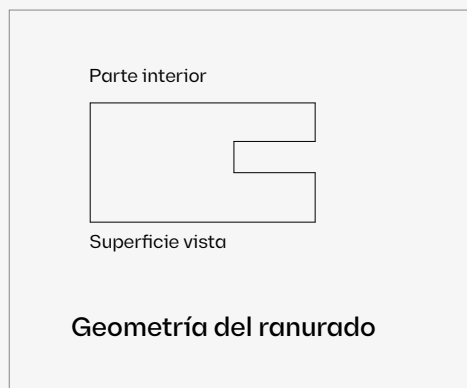 Parte interior
Superficie vista
Geometría del ranurado